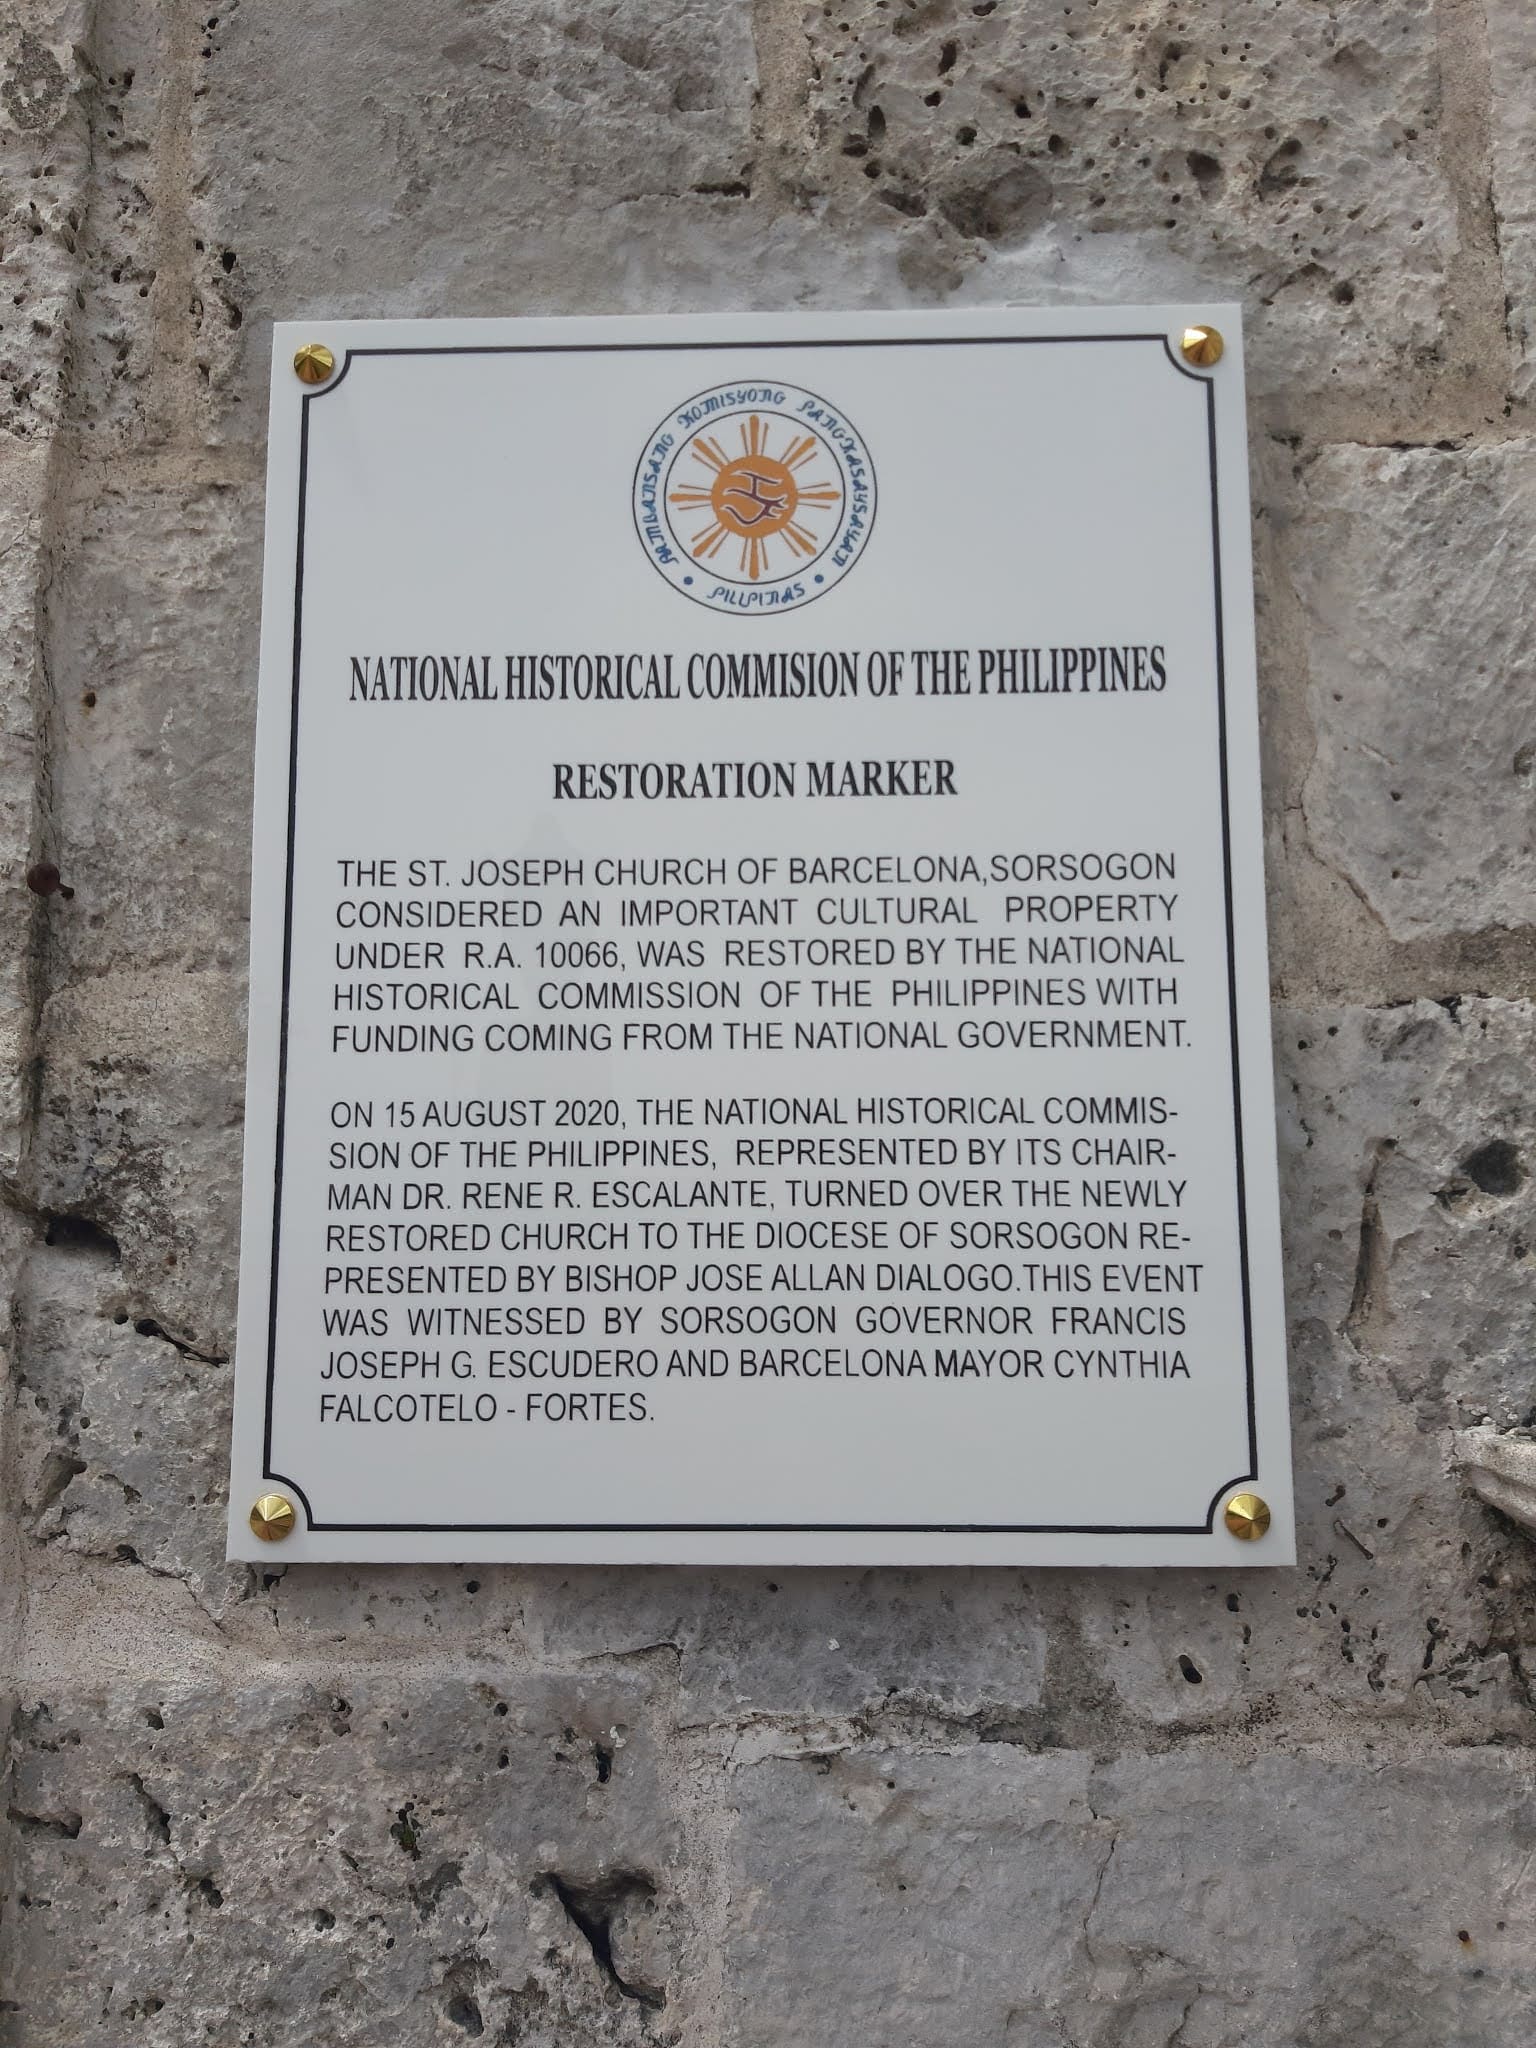 PAMBANSANG KOMISYONG PANGKASAYSAYAN
PILIPINAS
NATIONAL HISTORICAL COMMISION OF THE PHILIPPINES
RESTORATION MARKER
THE ST. JOSEPH CHURCH OF BARCELONA,SORSOGON
CONSIDERED AN IMPORTANT CULTURAL PROPERTY
UNDER R.A. 10066, WAS RESTORED BY THE NATIONAL
HISTORICAL COMMISSION OF THE PHILIPPINES WITH
FUNDING COMING FROM THE NATIONAL GOVERNMENT.
ON 15 AUGUST 2020, THE NATIONAL HISTORICAL COMMIS-
SION OF THE PHILIPPINES, REPRESENTED BY ITS CHAIR-
MAN DR. RENE R. ESCALANTE, TURNED OVER THE NEWLY
RESTORED CHURCH TO THE DIOCESE OF SORSOGON RE-
PRESENTED BY BISHOP JOSE ALLAN DIALOGO.THIS EVENT
WAS WITNESSED BY SORSOGON GOVERNOR FRANCIS
JOSEPH G. ESCUDERO AND BARCELONA MAYOR CYNTHIA
FALCOTELO - FORTES.